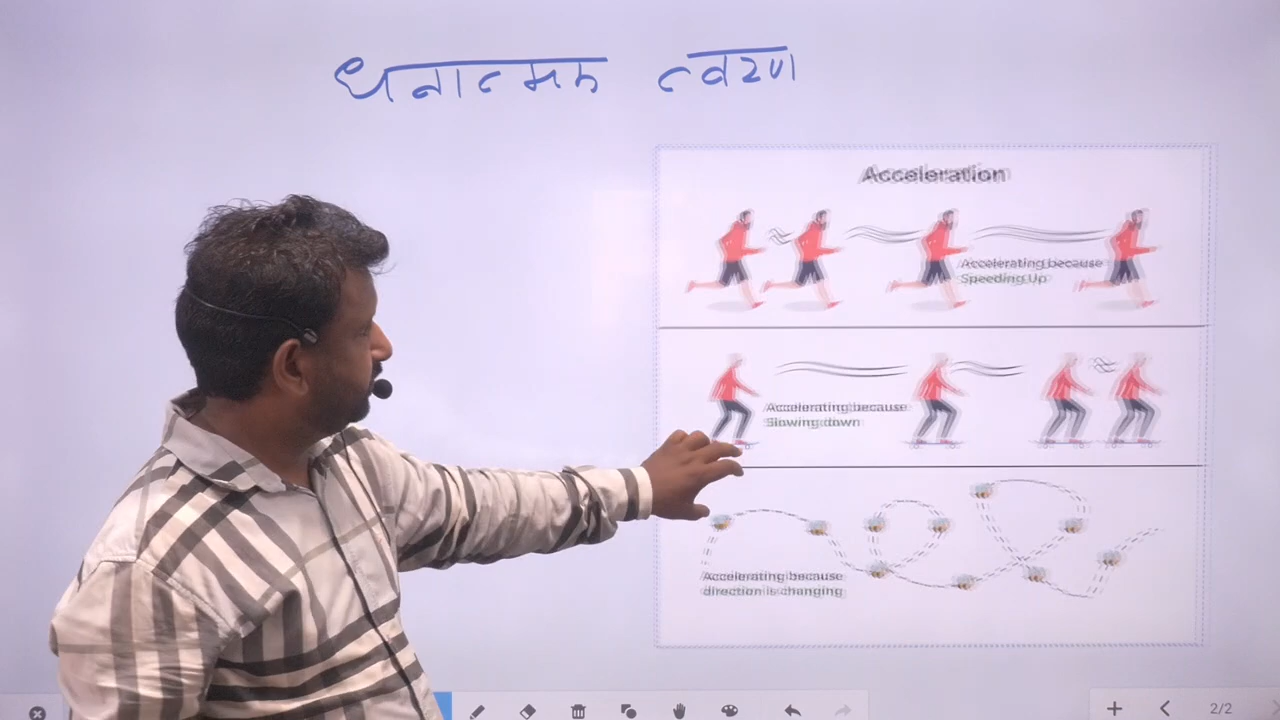 धनात्मक त्वरण
Acceleration
Accelerating because
Speeding Up
Accelerating because
Slowing down
Accelerating because
direction is changing
2/2